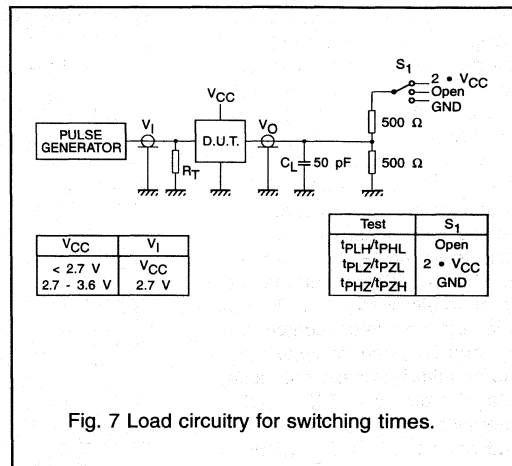 S1
2 • VCC
Open
GND
VCC
500 Ω
PULSE GENERATOR
VI
D.U.T.
VO
RT
CL
50 pF
500 Ω
VCC VI
< 2.7 V VCC
2.7 - 3.6 V 2.7 V
Test S1
tPLH/tPHL Open
tPLZ/tPZL 2 • VCC
tPHZ/tPZH GND
Fig. 7 Load circuitry for switching times.